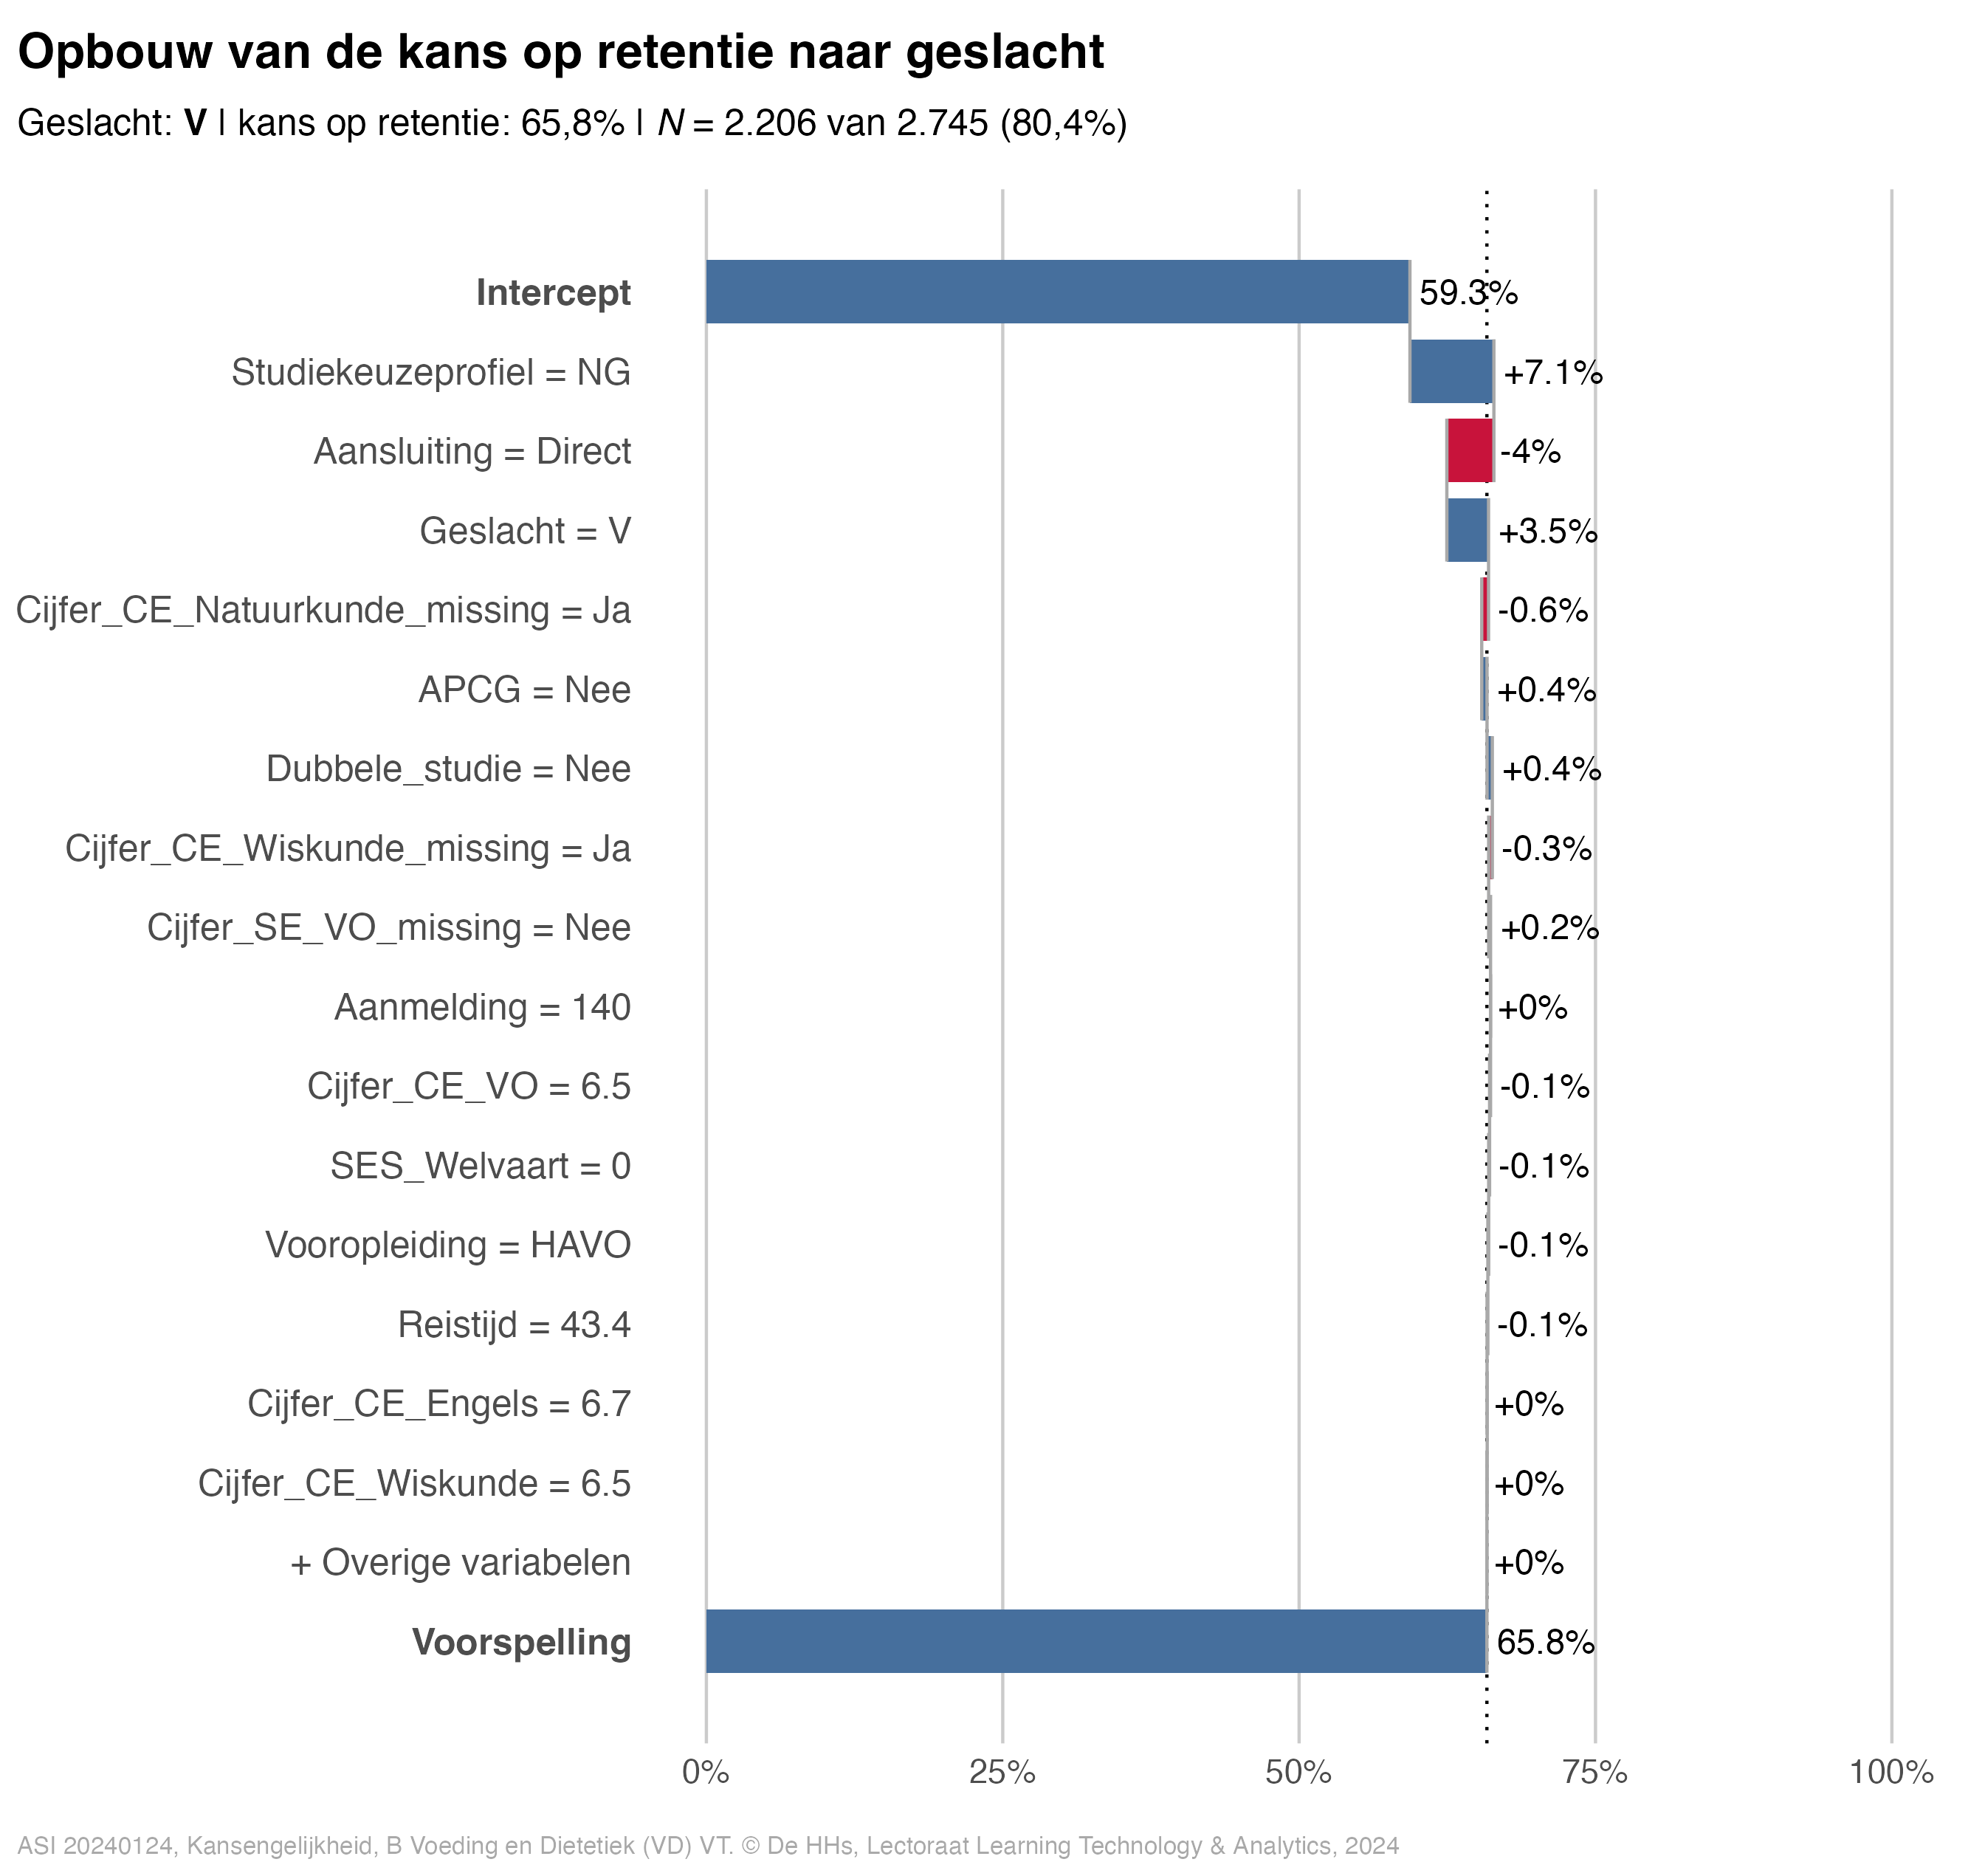 Opbouw van de kans op retentie naar geslacht
Geslacht: V | kans op retentie: 65,8% | N = 2.206 van 2.745 (80,4%)
Intercept 59.3%
Studiekeuzeprofiel = NG +7.1%
Aansluiting = Direct -4%
Geslacht = V +3.5%
Cijfer_CE_Natuurkunde_missing = Ja -0.6%
APCG = Nee +0.4%
Dubbele_studie = Nee +0.4%
Cijfer_CE_Wiskunde_missing = Ja -0.3%
Cijfer_SE_VO_missing = Nee +0.2%
Aanmelding = 140 +0%
Cijfer_CE_VO = 6.5 -0.1%
SES_Welvaart = 0 -0.1%
Vooropleiding = HAVO -0.1%
Reistijd = 43.4 -0.1%
Cijfer_CE_Engels = 6.7 +0%
Cijfer_CE_Wiskunde = 6.5 +0%
+ Overige variabelen +0%
Voorspelling 65.8%
0% 25% 50% 75% 100%
ASI 20240124, Kansengelijkheid, B Voeding en Dietetiek (VD) VT. © De HHs, Lectoraat Learning Technology & Analytics, 2024